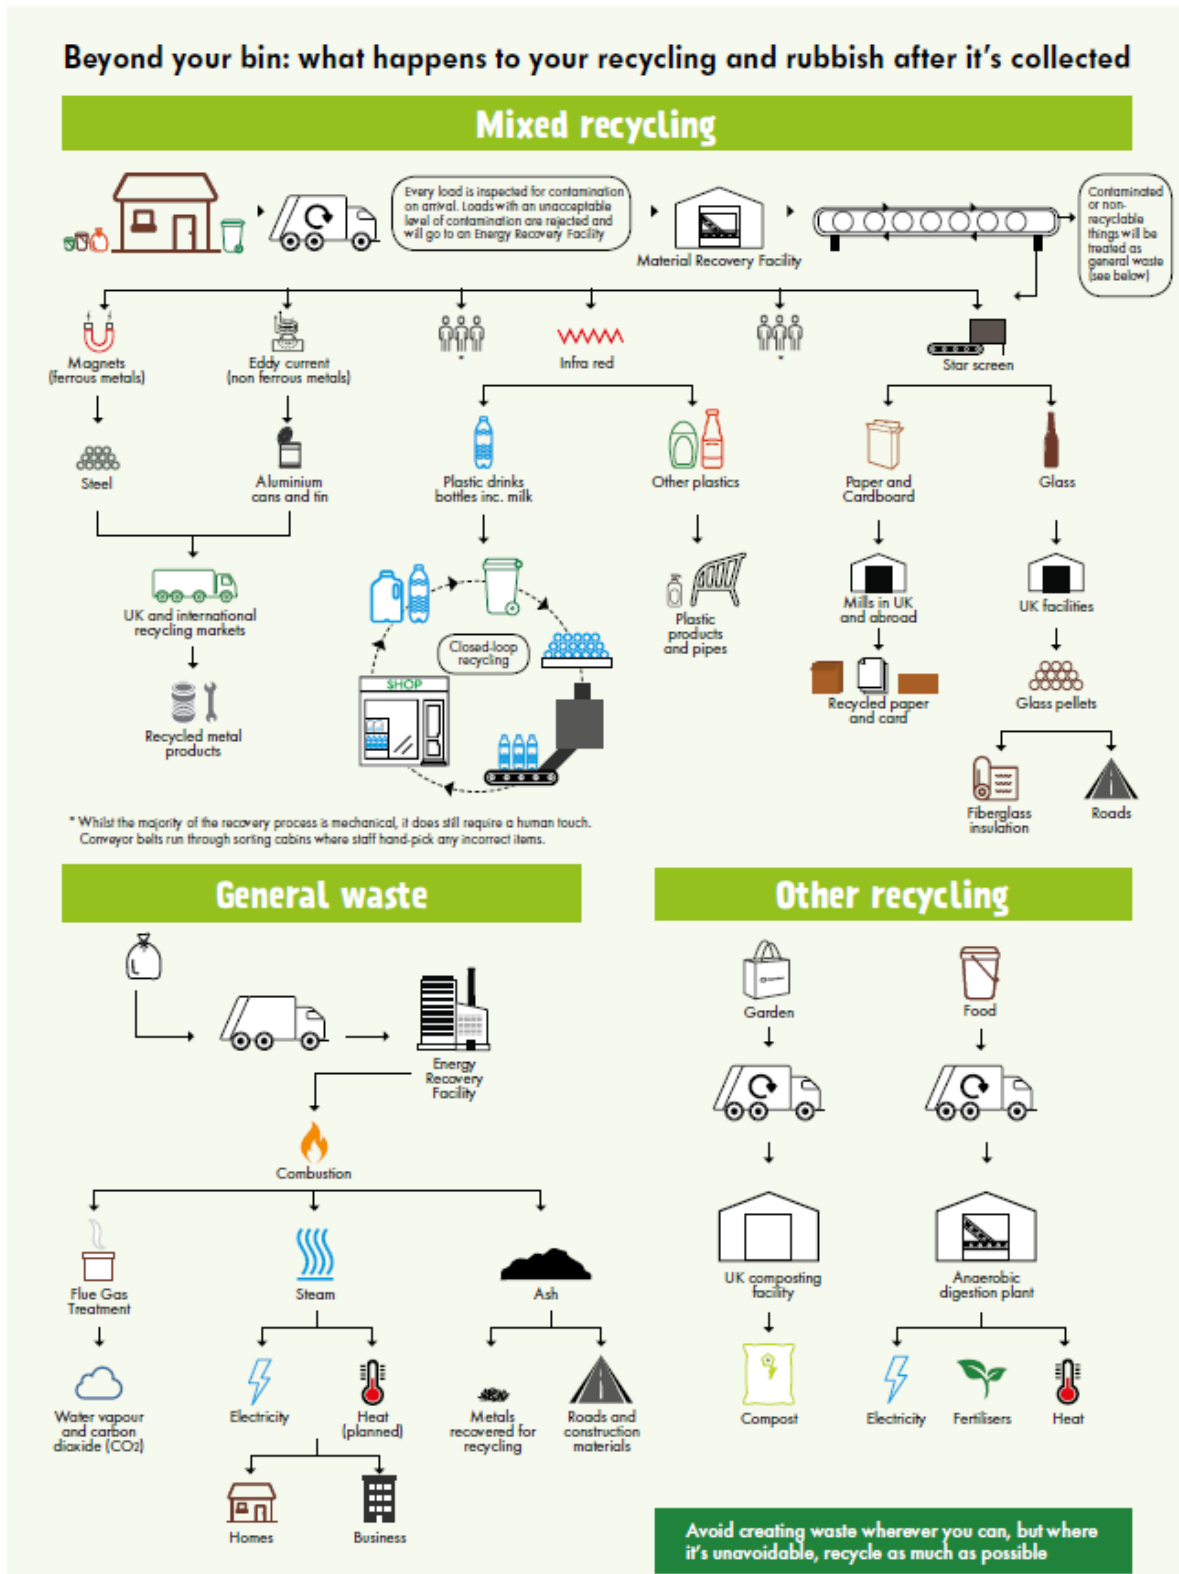 Beyond your bin: what happens to your recycling and rubbish after it's collected
Mixed recycling
Every load is inspected for contamination
on arrival. Loads with an unacceptable
level of contamination are rejected and
will go to an Energy Recovery Facility
Material Recovery Facility
Contaminated
or non-
recyclable
things will be
treated as
general waste
(see below)
Magnets
(ferrous metals)
Eddy current
(non ferrous metals)
*
Infra red
*
Star screen
Steel
Aluminium
cans and tin
Plastic drinks
bottles inc. milk
Other plastics
Paper and
Cardboard
Glass
UK and international
recycling markets
Closed-loop
recycling
SHOP
Plastic
products
and pipes
Mills in UK
and abroad
UK facilities
Recycled metal
products
Recycled paper
and card
Glass pellets
Fiberglass
insulation
Roads
* Whilst the majority of the recovery process is mechanical, it does still require a human touch.
Conveyor belts run through sorting cabins where staff hand-pick any incorrect items.
General waste
Energy
Recovery
Facility
Combustion
Flue Gas
Treatment
Steam
Ash
Water vapour
and carbon
dioxide (CO2)
Electricity
Heat
(planned)
Metals
recovered for
recycling
Roads and
construction
materials
Homes
Business
Other recycling
Garden
Food
UK composting
facility
Anaerobic
digestion plant
Compost
Electricity
Fertilisers
Heat
Avoid creating waste wherever you can, but where
it's unavoidable, recycle as much as possible